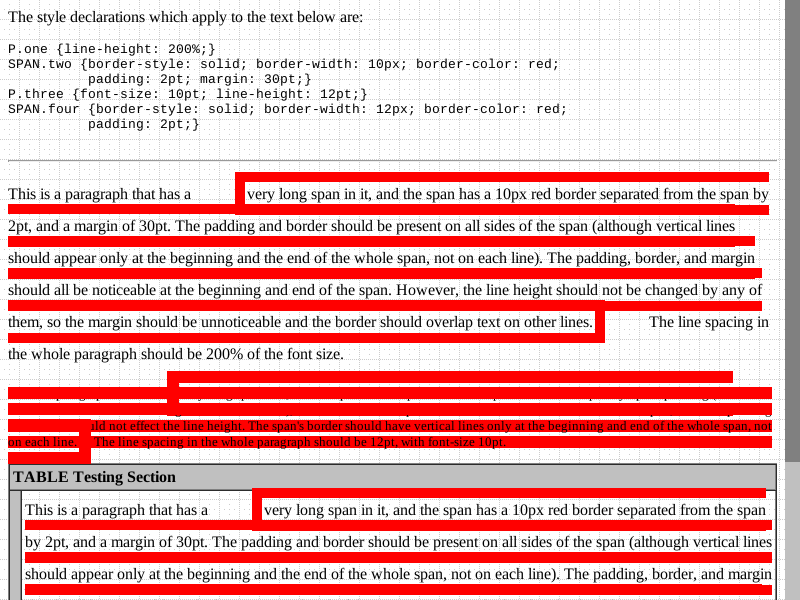 The style declarations which apply to the text below are:
P.one {line-height: 200%;}
SPAN.two {border-style: solid; border-width: 10px; border-color: red;
padding: 2pt; margin: 30pt;}
P.three {font-size: 10pt; line-height: 12pt;}
SPAN.four {border-style: solid; border-width: 12px; border-color: red;
padding: 2pt;}
This is a paragraph that has a very long span in it, and the span has a 10px red border separated from the span by
2pt, and a margin of 30pt. The padding and border should be present on all sides of the span (although vertical lines
should appear only at the beginning and the end of the whole span, not on each line). The padding, border, and margin
should all be noticeable at the beginning and end of the span. However, the line height should not be changed by any of
them, so the margin should be unnoticeable and the border should overlap text on other lines. The line spacing in
the whole paragraph should be 200% of the font size.
not effect the line height. The span's border should have vertical lines only at the beginning and end of the whole span, not
on each line. The line spacing in the whole paragraph should be 12pt, with font-size 10pt.
TABLE Testing Section
This is a paragraph that has a very long span in it, and the span has a 10px red border separated from the span
by 2pt, and a margin of 30pt. The padding and border should be present on all sides of the span (although vertical lines
should appear only at the beginning and the end of the whole span, not on each line). The padding, border, and margin